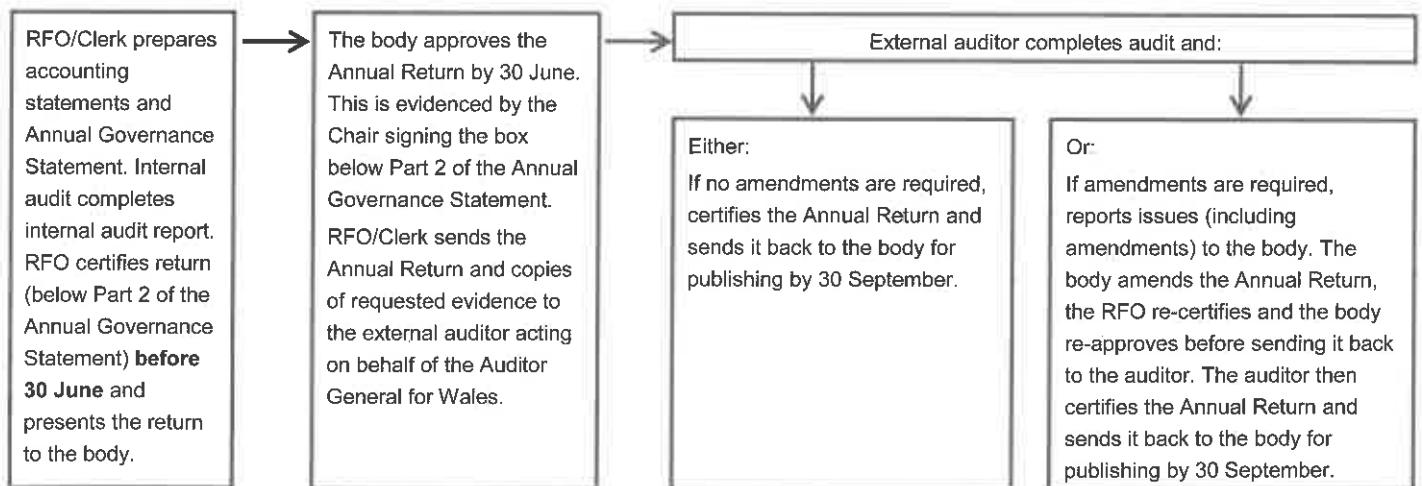 RFO/Clerk prepares
accounting
statements and
Annual Governance
Statement. Internal
audit completes
internal audit report.
RFO certifies return
(below Part 2 of the
Annual Governance
Statement) before
30 June and
presents the return
to the body.
The body approves the
Annual Return by 30 June.
This is evidenced by the
Chair signing the box
below Part 2 of the Annual
Governance Statement.
RFO/Clerk sends the
Annual Return and copies
of requested evidence to
the external auditor acting
on behalf of the Auditor
General for Wales.
External auditor completes audit and:
Either:
If no amendments are required,
certifies the Annual Return and
sends it back to the body for
publishing by 30 September.
Or:
If amendments are required,
reports issues (including
amendments) to the body. The
body amends the Annual Return,
the RFO re-certifies and the body
re-approves before sending it back
to the auditor. The auditor then
certifies the Annual Return and
sends it back to the body for
publishing by 30 September.